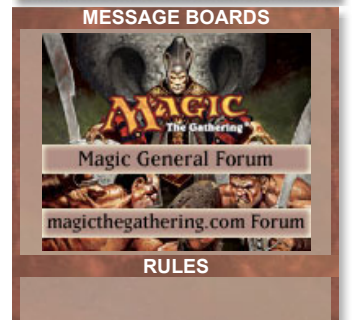 MESSAGE BOARDS
MAGIC
The Gathering®
Magic General Forum
magicthegathering.com Forum
RULES